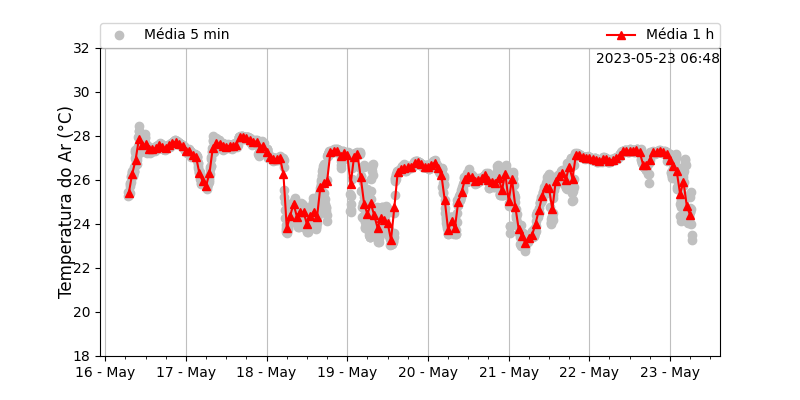 Média 5 min
Média 1 h
2023-05-23 06:48
Temperatura do Ar (°C)
32
30
28
26
24
22
20
18
16 - May
17 - May
18 - May
19 - May
20 - May
21 - May
22 - May
23 - May